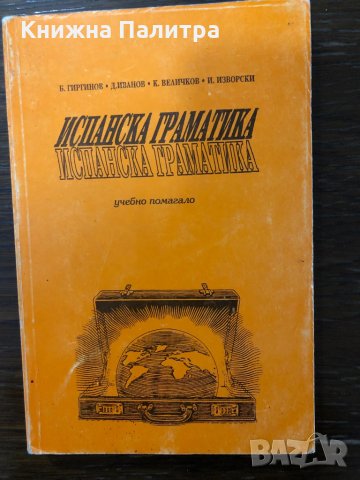 Книжна Палитра
Б. ГИРГИНОВ • Д. ИВАНОВ • К. ВЕЛИЧКОВ • И. ИЗВОРСКИ
ИСПАНСКА ГРАМАТИКА
ИСПАНСКА ГРАМАТИКА
учебно помагало
BAZAR